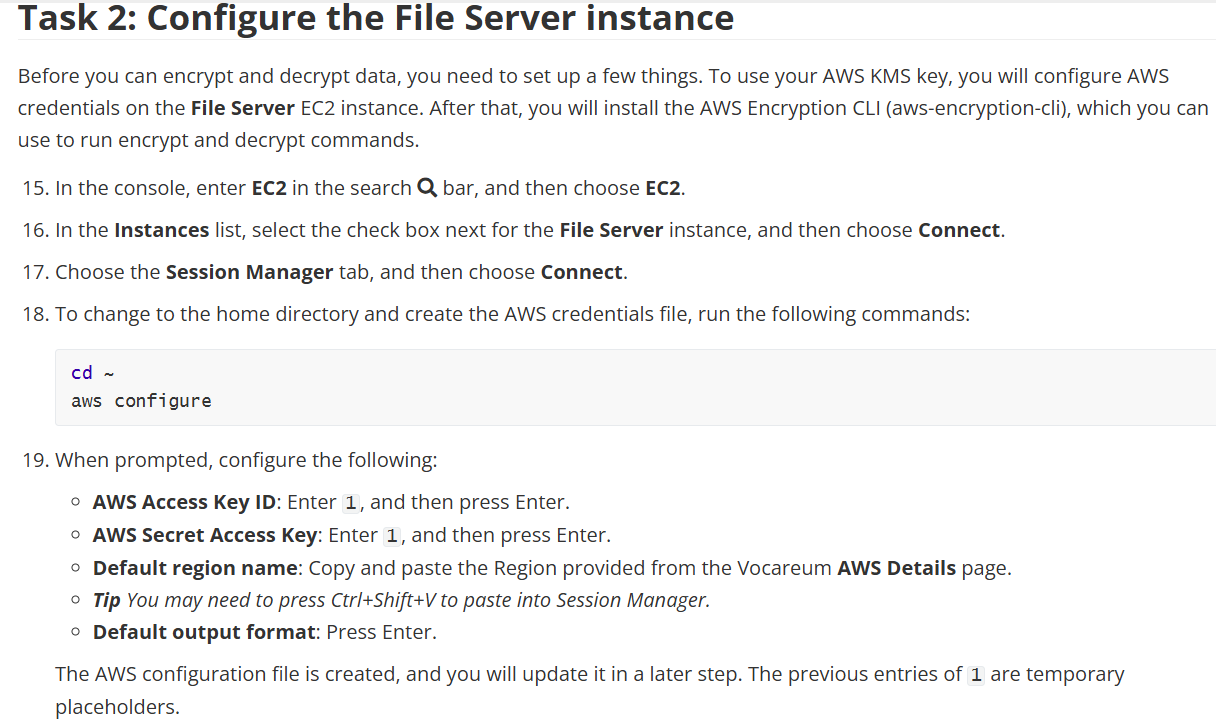 Task 2: Configure the File Server instance
Before you can encrypt and decrypt data, you need to set up a few things. To use your AWS KMS key, you will configure AWS
credentials on the File Server EC2 instance. After that, you will install the AWS Encryption CLI (aws-encryption-cli), which you can
use to run encrypt and decrypt commands.
15. In the console, enter EC2 in the search bar, and then choose EC2.
16. In the Instances list, select the check box next for the File Server instance, and then choose Connect.
17. Choose the Session Manager tab, and then choose Connect.
18. To change to the home directory and create the AWS credentials file, run the following commands:
cd ~
aws configure
19. When prompted, configure the following:
◦ AWS Access Key ID: Enter 1, and then press Enter.
◦ AWS Secret Access Key: Enter 1, and then press Enter.
◦ Default region name: Copy and paste the Region provided from the Vocareum AWS Details page.
◦ Tip You may need to press Ctrl+Shift+V to paste into Session Manager.
◦ Default output format: Press Enter.
The AWS configuration file is created, and you will update it in a later step. The previous entries of 1 are temporary
placeholders.